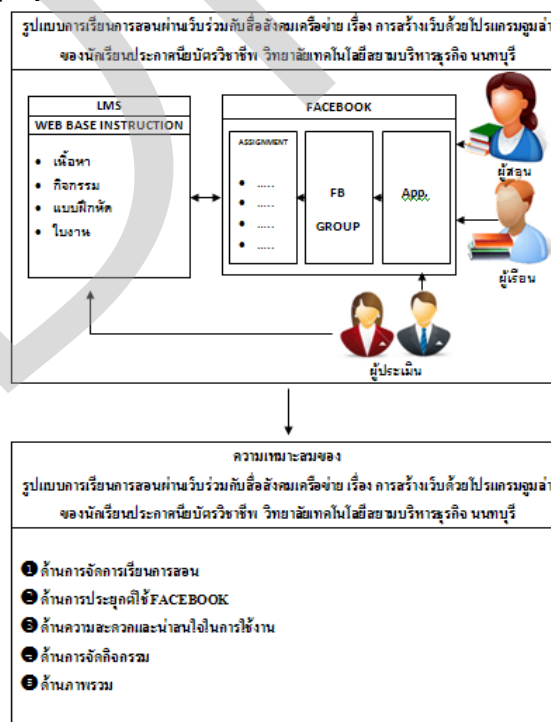 รูปแบบการเรียนการสอนผ่านเว็บร่วมกับสื่อสังคมเครือข่าย เรื่อง การสร้างเว็บด้วยโปรแกรมจูมล่า
ของนักเรียนประกาศนียบัตรวิชาชีพ วิทยาลัยเทคโนโลยีสยามบริหารธุรกิจ นนทบุรี
LMS
WEB BASE INSTRUCTION
• เนื้อหา
• กิจกรรม
• แบบฝึกหัด
• ใบงาน
FACEBOOK
ASSIGNMENT
• .....
• .....
• .....
• .....
FB
GROUP
App.
ผู้สอน
ผู้เรียน
ผู้ประเมิน
ความเหมาะสมของ
รูปแบบการเรียนการสอนผ่านเว็บร่วมกับสื่อสังคมเครือข่าย เรื่อง การสร้างเว็บด้วยโปรแกรมจูมล่า
ของนักเรียนประกาศนียบัตรวิชาชีพ วิทยาลัยเทคโนโลยีสยามบริหารธุรกิจ นนทบุรี
❶ ด้านการจัดการเรียนการสอน
❷ ด้านการประยุกต์ใช้FACEBOOK
❸ ด้านความสะดวกและน่าสนใจในการใช้งาน
❹ ด้านการจัดกิจกรรม
❺ ด้านภาพรวม